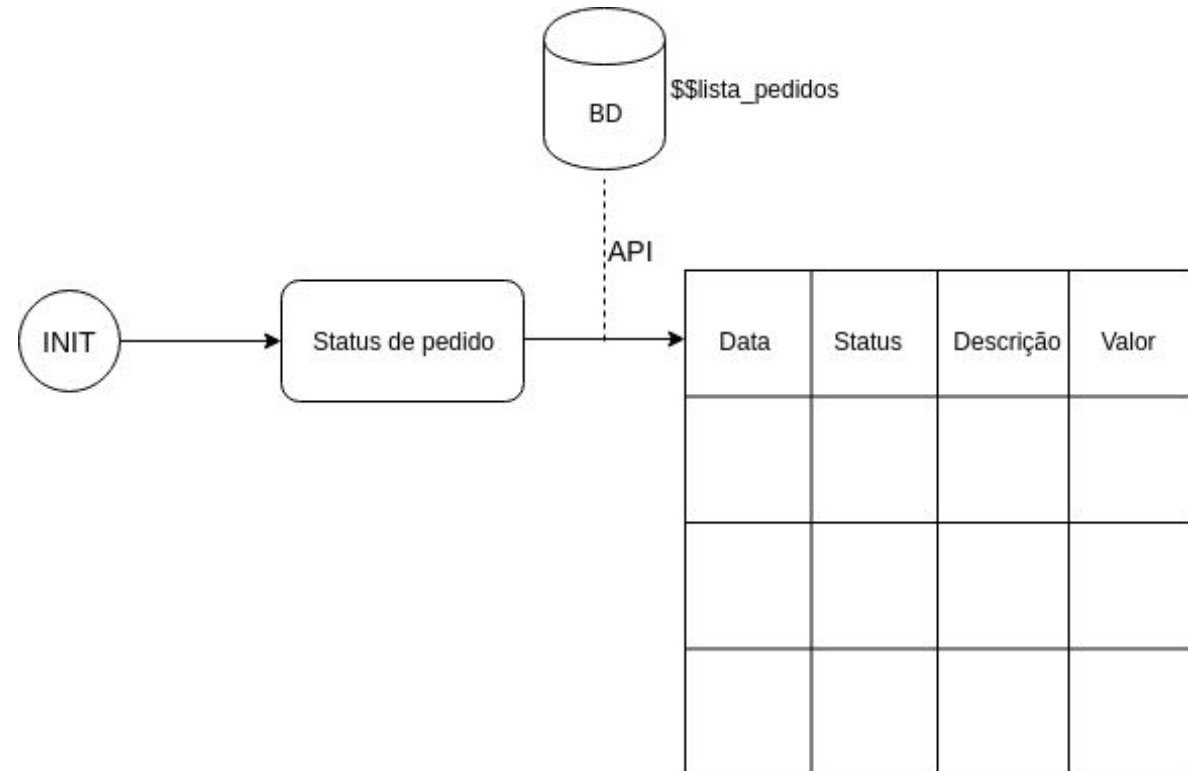 BD
$$lista_pedidos
API
INIT
Status de pedido
Data
Status
Descrição
Valor